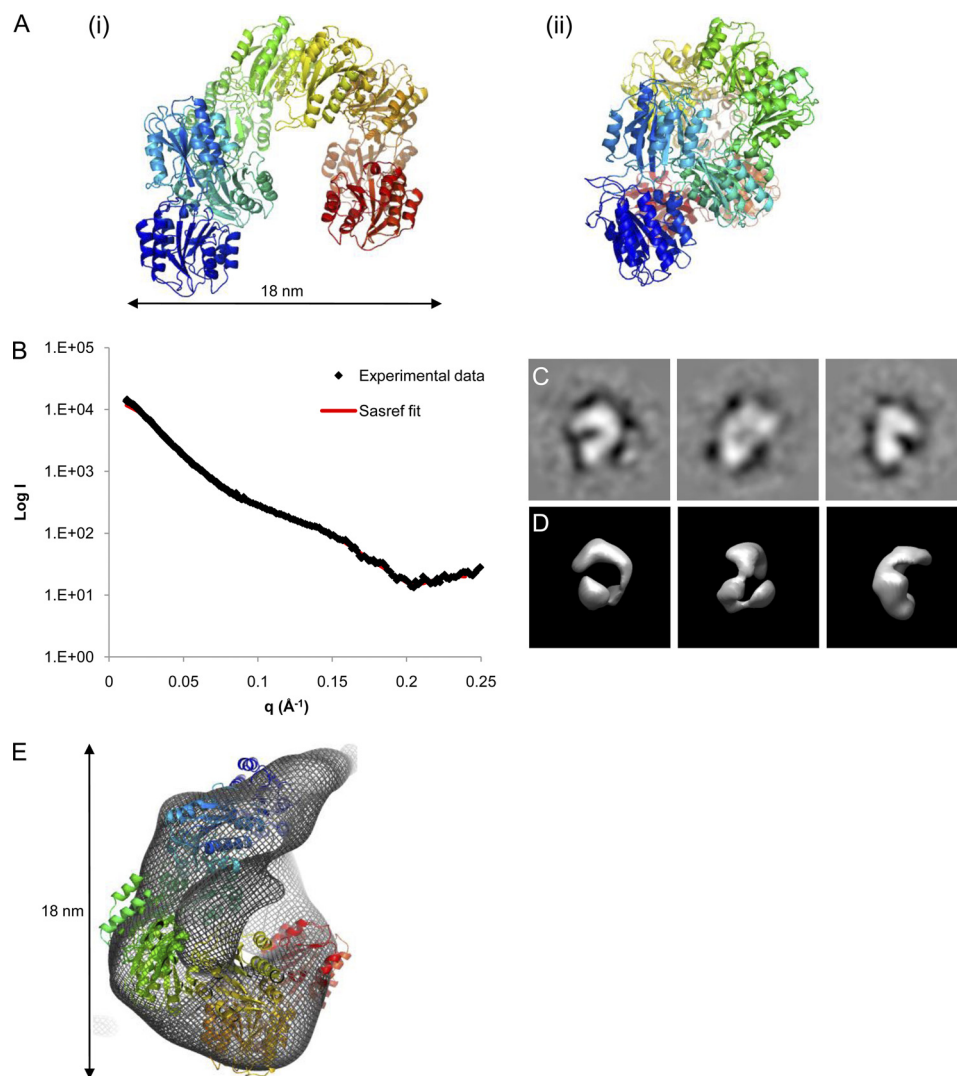 A
(i)
(ii)
18 nm
B
1.E+05
1.E+04
1.E+03
1.E+02
1.E+01
1.E+00
Log I
0
0.05
0.1
0.15
0.2
0.25
q (Å⁻¹)
Experimental data
Sasref fit
C
D
E
18 nm